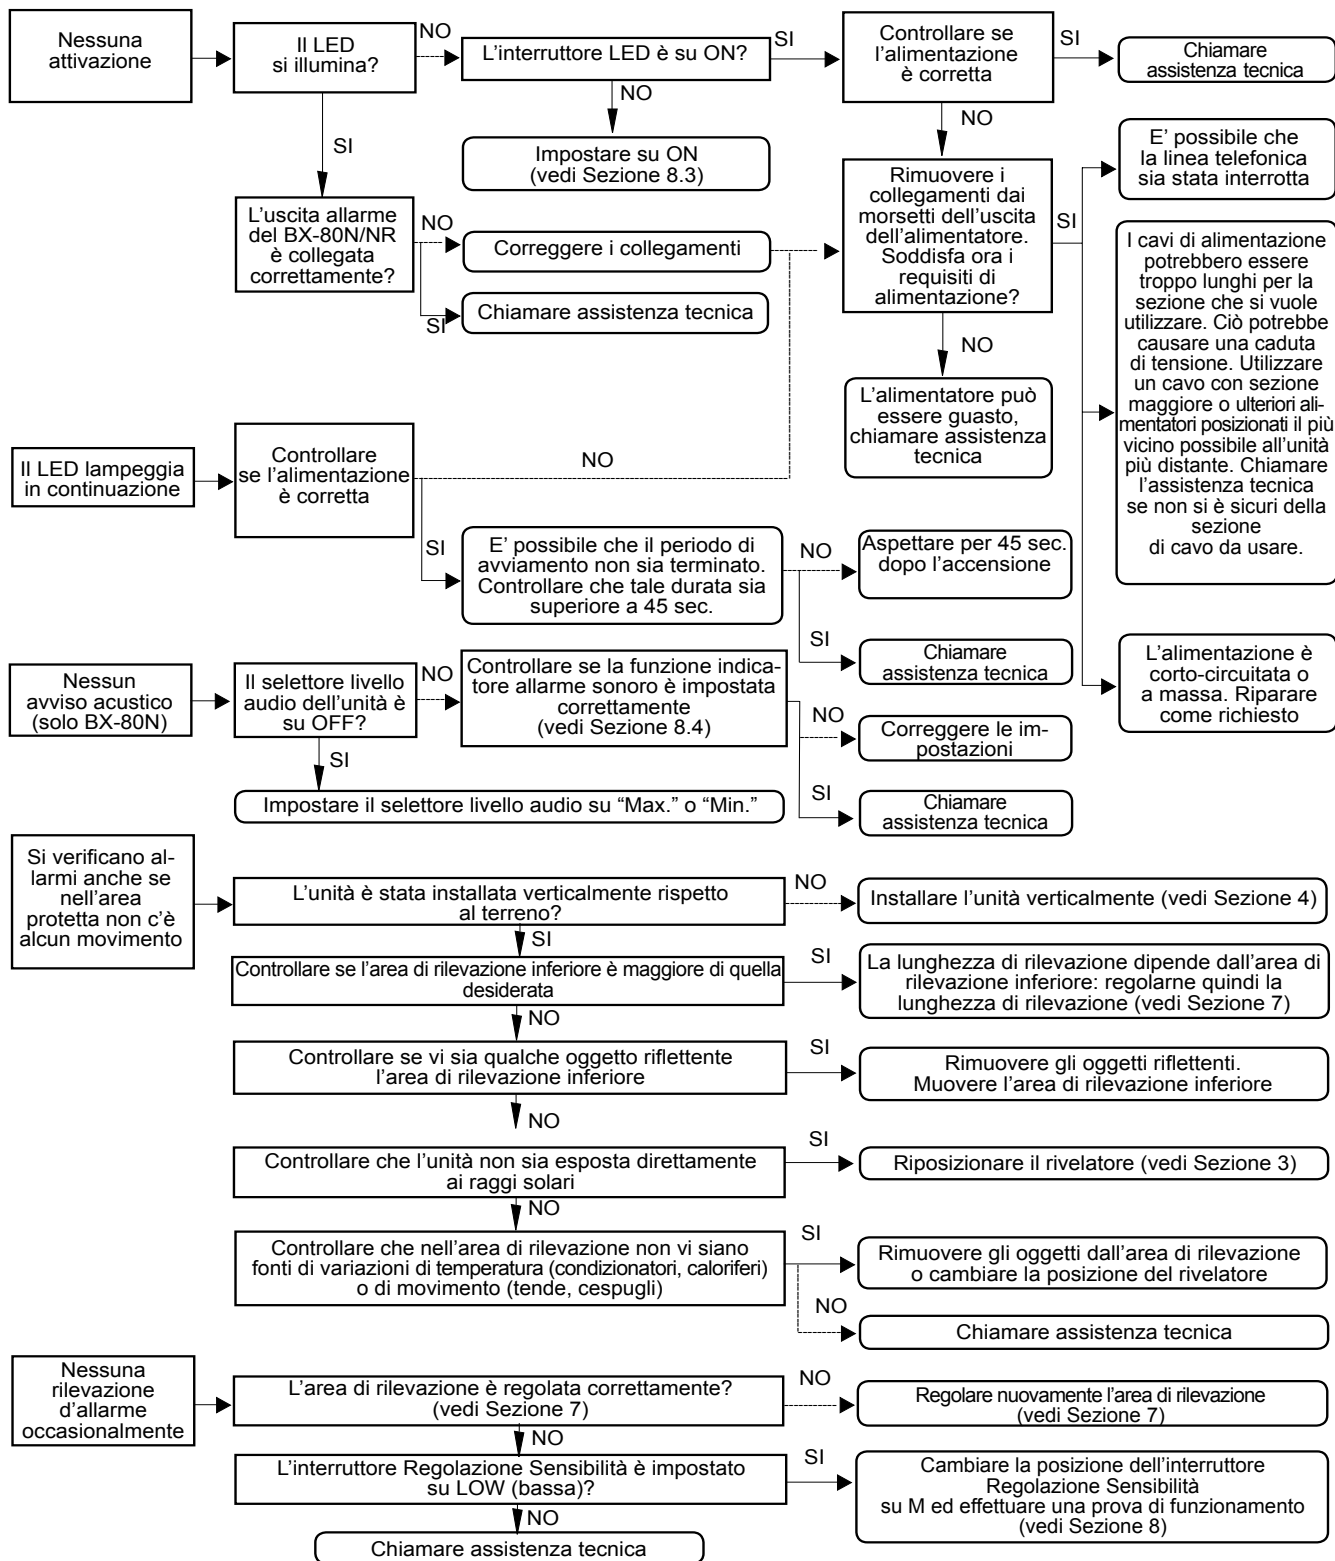 Nessuna
attivazione
Il LED
si illumina?
NO
L'interruttore LED è su ON?
SI
Controllare se
l'alimentazione
è corretta
SI
Chiamare
assistenza tecnica
NO
Impostare su ON
(vedi Sezione 8.3)
SI
L'uscita allarme
del BX-80N/NR
è collegata
correttamente?
NO
Correggere i collegamenti
SI
Chiamare assistenza tecnica
NO
Rimuovere i
collegamenti dai
morsetti dell'uscita
dell'alimentatore.
Soddisfa ora i
requisiti di
alimentazione?
SI
E' possibile che
la linea telefonica
sia stata interrotta
I cavi di alimentazione
potrebbero essere
troppo lunghi per la
sezione che si vuole
utilizzare. Ciò potrebbe
causare una caduta
di tensione. Utilizzare
un cavo con sezione
maggiore o ulteriori ali-
mentatori posizionati il più
vicino possibile all'unità
più distante. Chiamare
l'assistenza tecnica
se non si è sicuri della
sezione
di cavo da usare.
L'alimentazione è
corto-circuitata o
a massa. Riparare
come richiesto
NO
L'alimentatore può
essere guasto,
chiamare assistenza
tecnica
Il LED lampeggia
in continuazione
Controllare
se l'alimentazione
è corretta
NO
SI
E' possibile che il periodo di
avviamento non sia terminato.
Controllare che tale durata sia
superiore a 45 sec.
NO
Aspettare per 45 sec.
dopo l'accensione
SI
Chiamare
assistenza tecnica
Nessun
avviso acustico
(solo BX-80N)
Il selettore livello
audio dell'unità è
su OFF?
NO
Controllare se la funzione indica-
tore allarme sonoro è impostata
correttamente
(vedi Sezione 8.4)
NO
Correggere le im-
postazioni
SI
Chiamare
assistenza tecnica
SI
Impostare il selettore livello audio su “Max.” o “Min.”
Si verificano al-
larmi anche se
nell'area
protetta non c'è
alcun movimento
L'unità è stata installata verticalmente rispetto
al terreno?
NO
Installare l'unità verticalmente (vedi Sezione 4)
SI
Controllare se l'area di rilevazione inferiore è maggiore di quella
desiderata
SI
La lunghezza di rilevazione dipende dall'area di
rilevazione inferiore: regolarne quindi la
lunghezza di rilevazione (vedi Sezione 7)
NO
Controllare se vi sia qualche oggetto riflettente
l'area di rilevazione inferiore
SI
Rimuovere gli oggetti riflettenti.
Muovere l'area di rilevazione inferiore
NO
Controllare che l'unità non sia esposta direttamente
ai raggi solari
SI
Riposizionare il rivelatore (vedi Sezione 3)
NO
Controllare che nell'area di rilevazione non vi siano
fonti di variazioni di temperatura (condizionatori, caloriferi)
o di movimento (tende, cespugli)
SI
Rimuovere gli oggetti dall'area di rilevazione
o cambiare la posizione del rivelatore
NO
Chiamare assistenza tecnica
Nessuna
rilevazione
d'allarme
occasionalmente
L'area di rilevazione è regolata correttamente?
(vedi Sezione 7)
NO
Regolare nuovamente l'area di rilevazione
(vedi Sezione 7)
NO
L'interruttore Regolazione Sensibilità è impostato
su LOW (bassa)?
SI
Cambiare la posizione dell'interruttore
Regolazione Sensibilità
su M ed effettuare una prova di funzionamento
(vedi Sezione 8)
NO
Chiamare assistenza tecnica